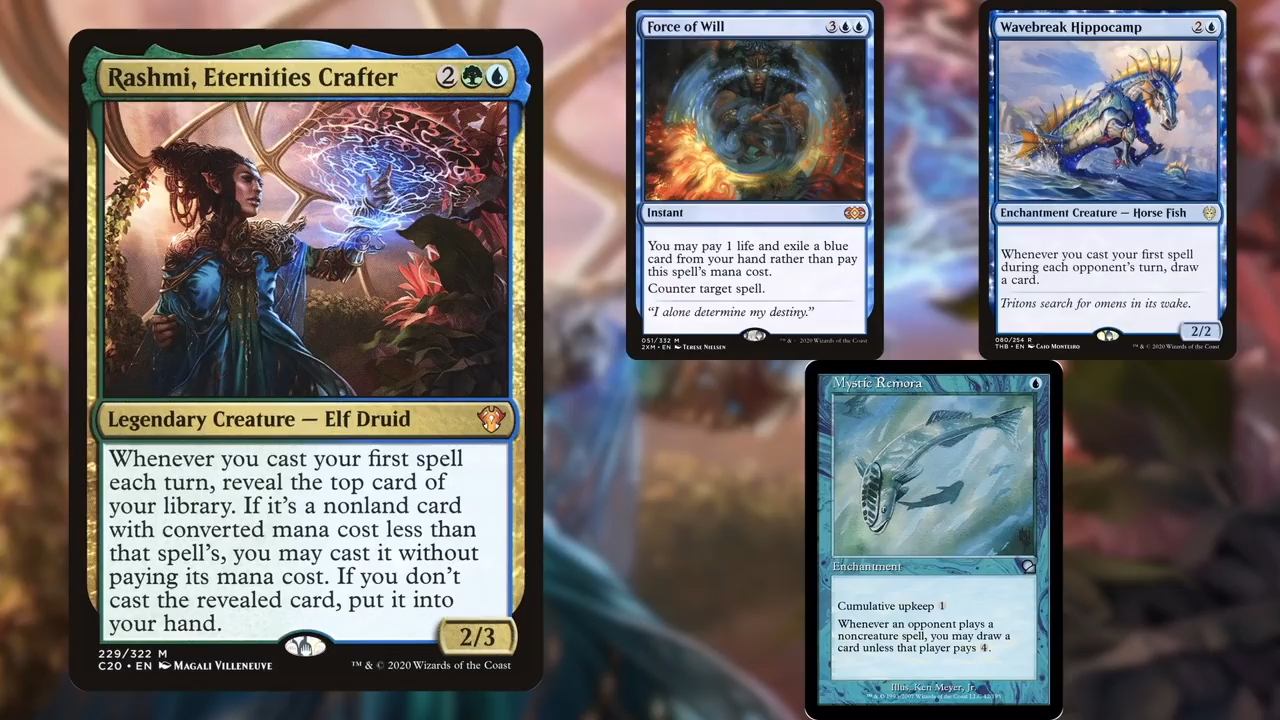 Rashmi, Eternities Crafter 2
Legendary Creature — Elf Druid
Whenever you cast your first spell
each turn, reveal the top card of
your library. If it's a nonland card
with converted mana cost less than
that spell's, you may cast it without
paying its mana cost. If you don't
cast the revealed card, put it into
your hand.
2/3
229/322 M
C20 • EN Magali Villeneuve
™ & © 2020 Wizards of the Coast
Force of Will 3
Instant
You may pay 1 life and exile a blue
card from your hand rather than pay
this spell's mana cost.
Counter target spell.
“I alone determine my destiny.”
051/332 M
2XM • EN Terese Nielsen
™ & © 2020 Wizards of the Coast
Wavebreak Hippocamp 2
Enchantment Creature — Horse Fish
Whenever you cast your first spell
during each opponent's turn, draw
a card.
Tritons search for omens in its wake.
2/2
080/254 R
THB • EN Caio Monteiro
™ & © 2020 Wizards of the Coast
Mystic Remora
Enchantment
Cumulative upkeep 1
Whenever an opponent plays a
noncreature spell, you may draw a
card unless that player pays 4.
Illus. Ken Meyer, Jr.